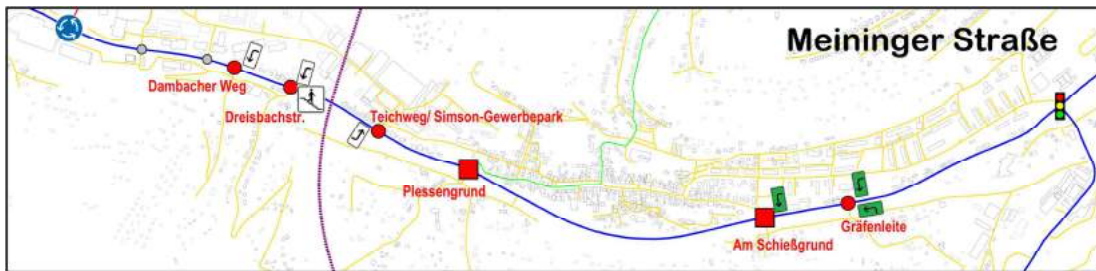 Meininger Straße
Dambacher Weg
Dreisbachstr.
Teichweg/ Simson-Gewerbepark
Plessengrund
Am Schießgrund
Gräfenleite